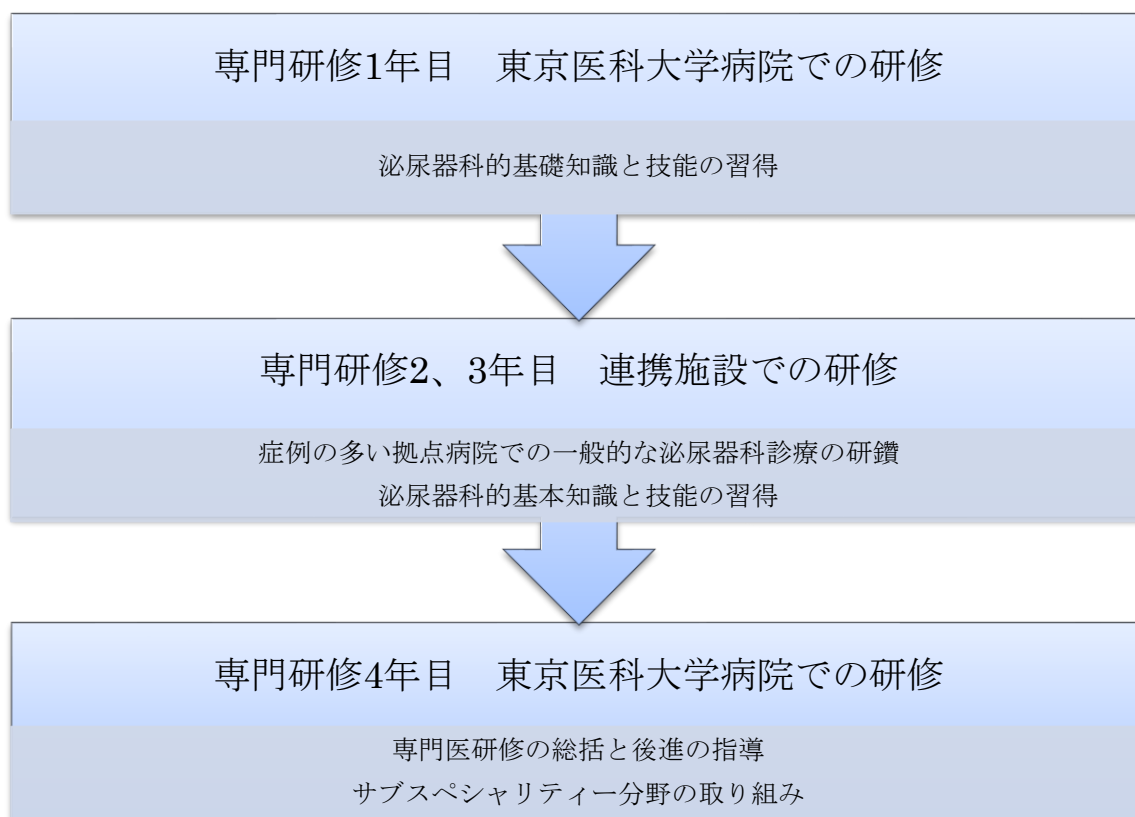 専門研修1年目　東京医科大学病院での研修
泌尿器科的基礎知識と技能の習得
専門研修2、3年目　連携施設での研修
症例の多い拠点病院での一般的な泌尿器科診療の研鑽
泌尿器科的基本知識と技能の習得
専門研修4年目　東京医科大学病院での研修
専門医研修の総括と後進の指導
サブスペシャリティー分野の取り組み